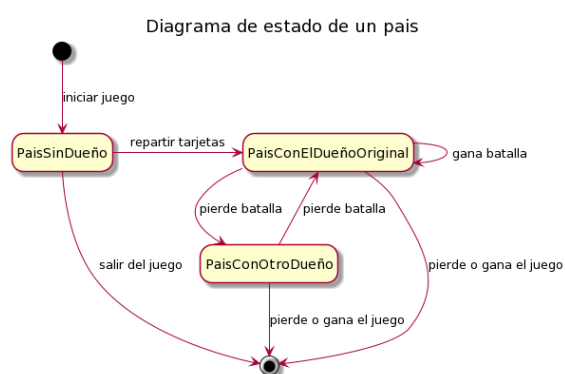 Diagrama de estado de un pais
iniciar juego
PaisSinDueño
repartir tarjetas
PaisConElDueñoOriginal
gana batalla
pierde batalla
pierde batalla
PaisConOtroDueño
salir del juego
pierde o gana el juego
pierde o gana el juego